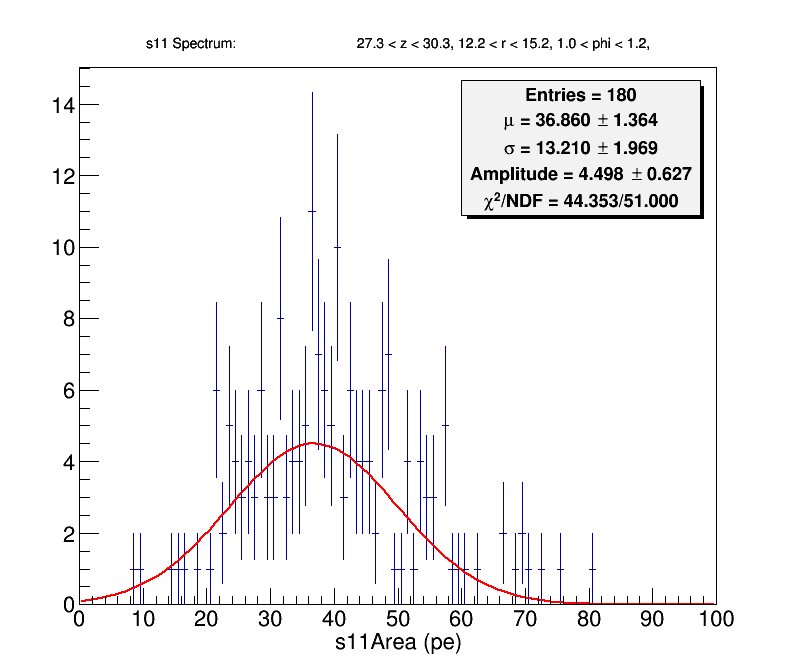 s11 Spectrum: 27.3 < z < 30.3, 12.2 < r < 15.2, 1.0 < phi < 1.2,
Entries = 180
μ = 36.860 ± 1.364
σ = 13.210 ± 1.969
Amplitude = 4.498 ± 0.627
χ²/NDF = 44.353/51.000
14
12
10
8
6
4
2
0
0 10 20 30 40 50 60 70 80 90 100
s11Area (pe)